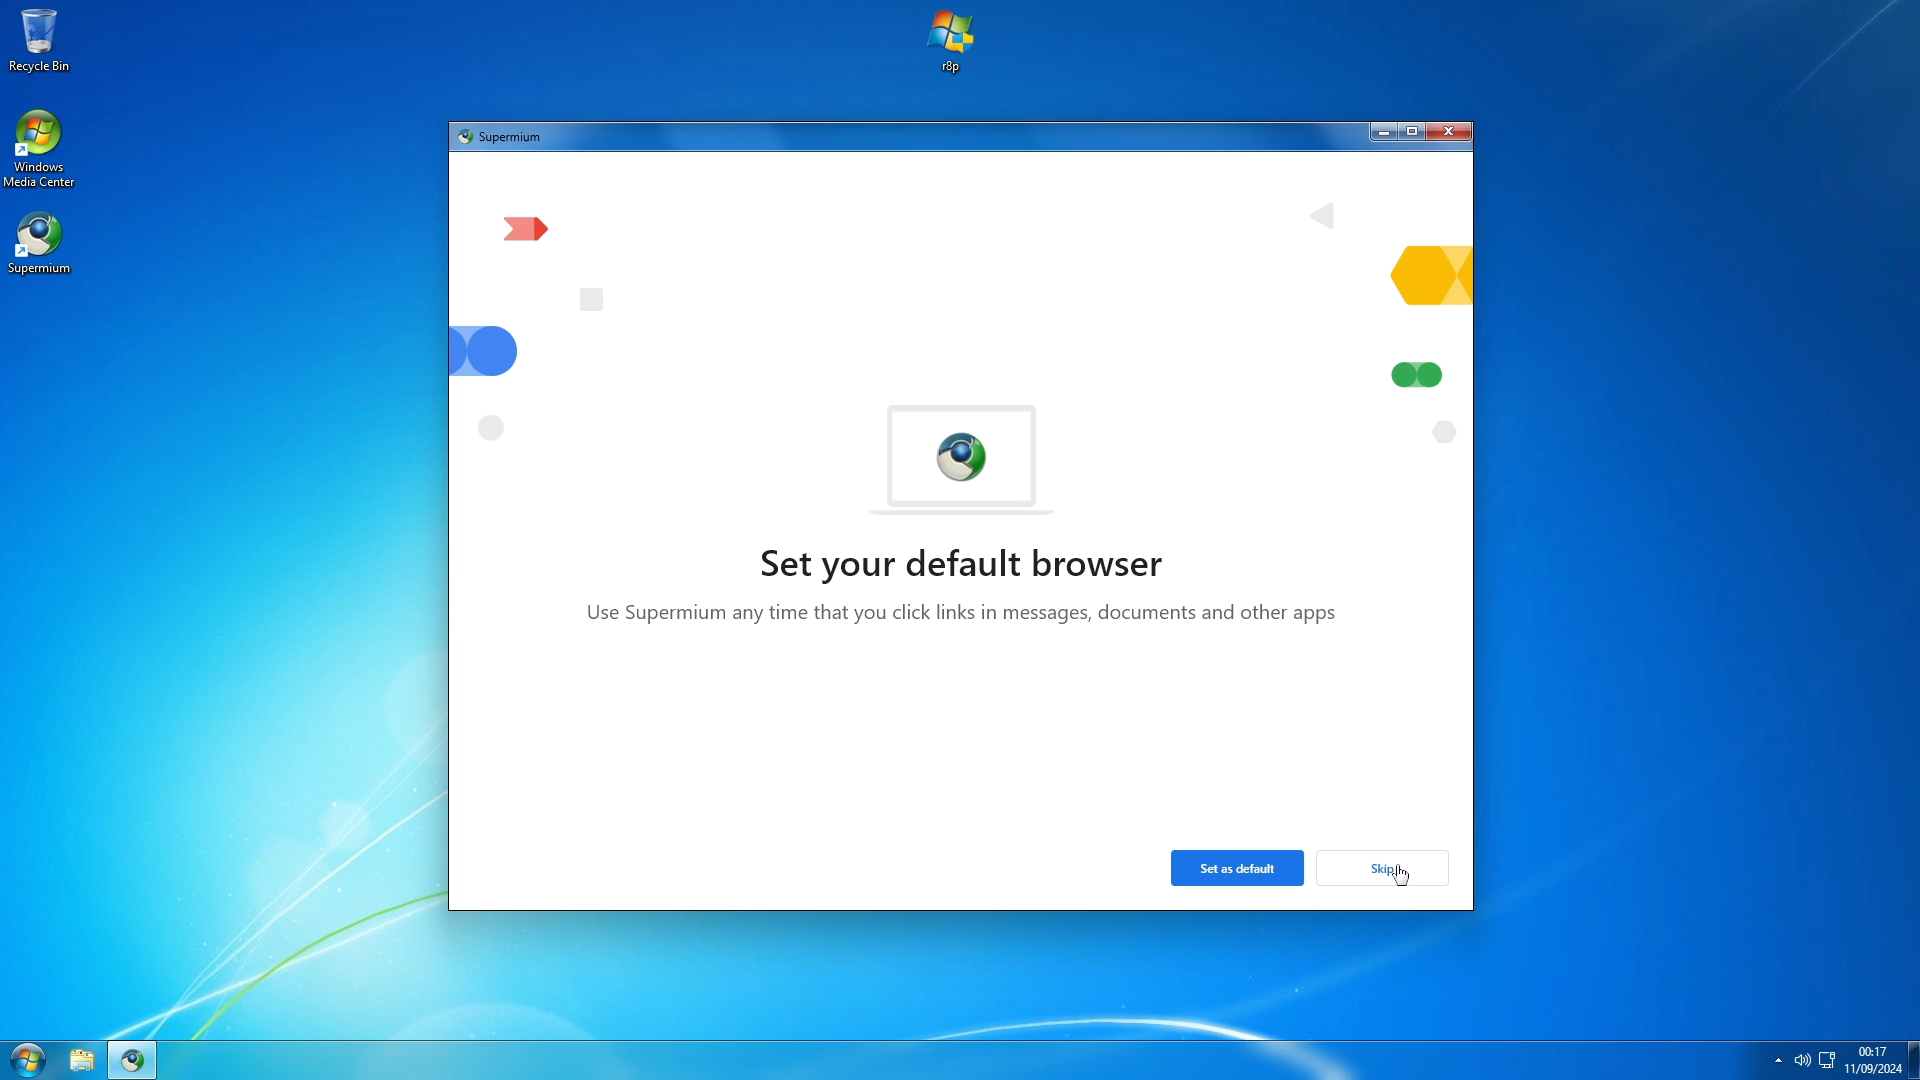 Recycle Bin
r8p
Windows
Media Center
Supermium
Supermium
Set your default browser
Use Supermium any time that you click links in messages, documents and other apps
Set as default
Skip
00:17
11/09/2024